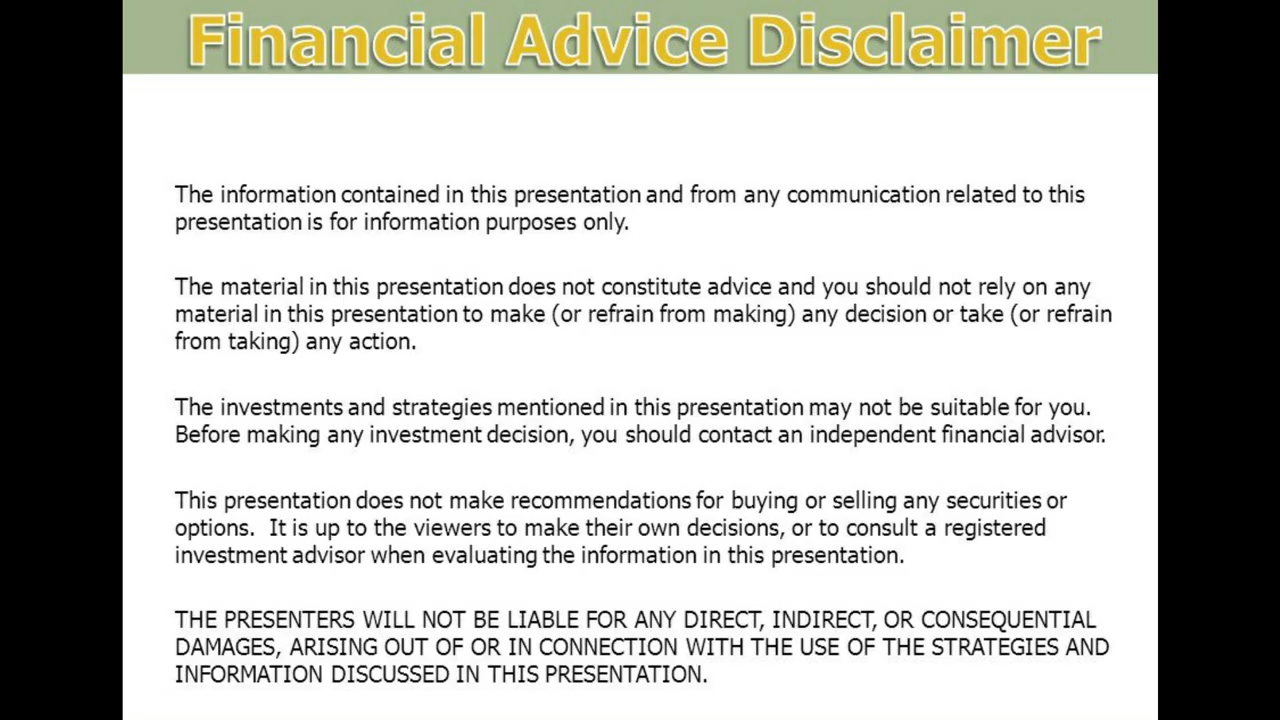 Financial Advice Disclaimer
The information contained in this presentation and from any communication related to this
presentation is for information purposes only.
The material in this presentation does not constitute advice and you should not rely on any
material in this presentation to make (or refrain from making) any decision or take (or refrain
from taking) any action.
The investments and strategies mentioned in this presentation may not be suitable for you.
Before making any investment decision, you should contact an independent financial advisor.
This presentation does not make recommendations for buying or selling any securities or
options.  It is up to the viewers to make their own decisions, or to consult a registered
investment advisor when evaluating the information in this presentation.
THE PRESENTERS WILL NOT BE LIABLE FOR ANY DIRECT, INDIRECT, OR CONSEQUENTIAL
DAMAGES, ARISING OUT OF OR IN CONNECTION WITH THE USE OF THE STRATEGIES AND
INFORMATION DISCUSSED IN THIS PRESENTATION.